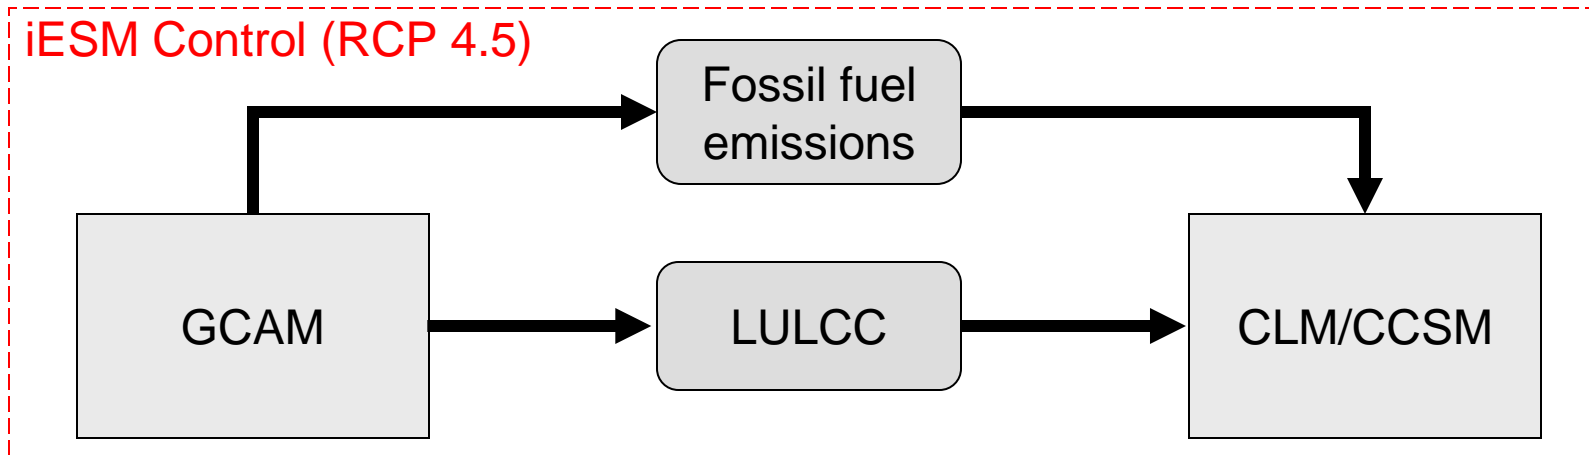 iESM Control (RCP 4.5)
Fossil fuel
emissions
GCAM
LULCC
CLM/CCSM